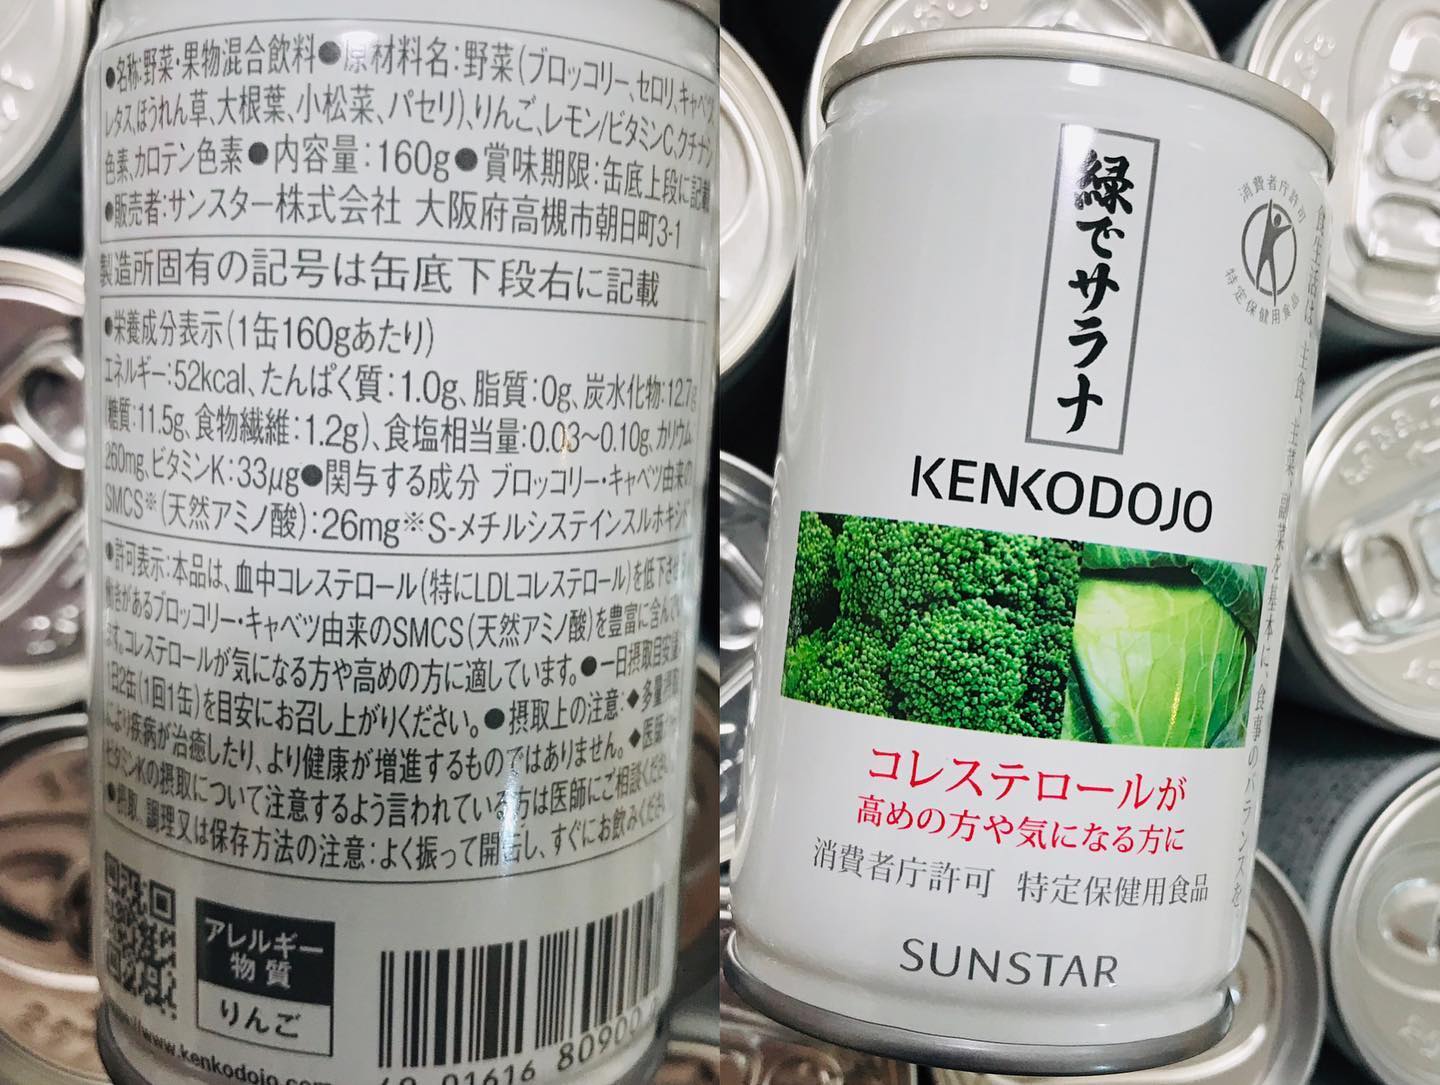 ●名称:野菜・果物混合飲料●原材料名:野菜(ブロッコリー、セロリ、キャベツ、
レタス、ほうれん草、大根葉、小松菜、パセリ)、りんご、レモン/ビタミンC、クチナシ
色素、カロテン色素●内容量:160g●賞味期限:缶底上段に記載
●販売者:サンスター株式会社 大阪府高槻市朝日町3-1
製造所固有の記号は缶底下段右に記載
●栄養成分表示(1缶160gあたり)
エネルギー:52kcal、たんぱく質:1.0g、脂質:0g、炭水化物:12.7g
(糖質:11.5g、食物繊維:1.2g)、食塩相当量:0.03~0.10g、カリウム
260mg、ビタミンK:33μg●関与する成分 ブロッコリー・キャベツ由来の
SMCS※(天然アミノ酸):26mg※S-メチルシステインスルホキシド
●許可表示:本品は、血中コレステロール(特にLDLコレステロール)を低下させる
働きがあるブロッコリー・キャベツ由来のSMCS(天然アミノ酸)を豊富に含んでい
ます。コレステロールが気になる方や高めの方に適しています。●一日摂取目安量:
1日2缶(1回1缶)を目安にお召し上がりください。●摂取上の注意:◆多量摂取
により疾病が治癒したり、より健康が増進するものではありません。◆医師
ビタミンKの摂取について注意するよう言われている方は医師にご相談ください。
●摂取、調理又は保存方法の注意:よく振って開缶し、すぐにお飲みください。
アレルギー
物質
りんご
www.kenkodojo.com
01616 80900
緑でサラナ
KENKODOJO
コレステロールが
高めの方や気になる方に
消費者庁許可 特定保健用食品
SUNSTAR
消費者庁許可
特定保健用食品
食生活は、主食、主菜、副菜を基本に、食事のバランスを。